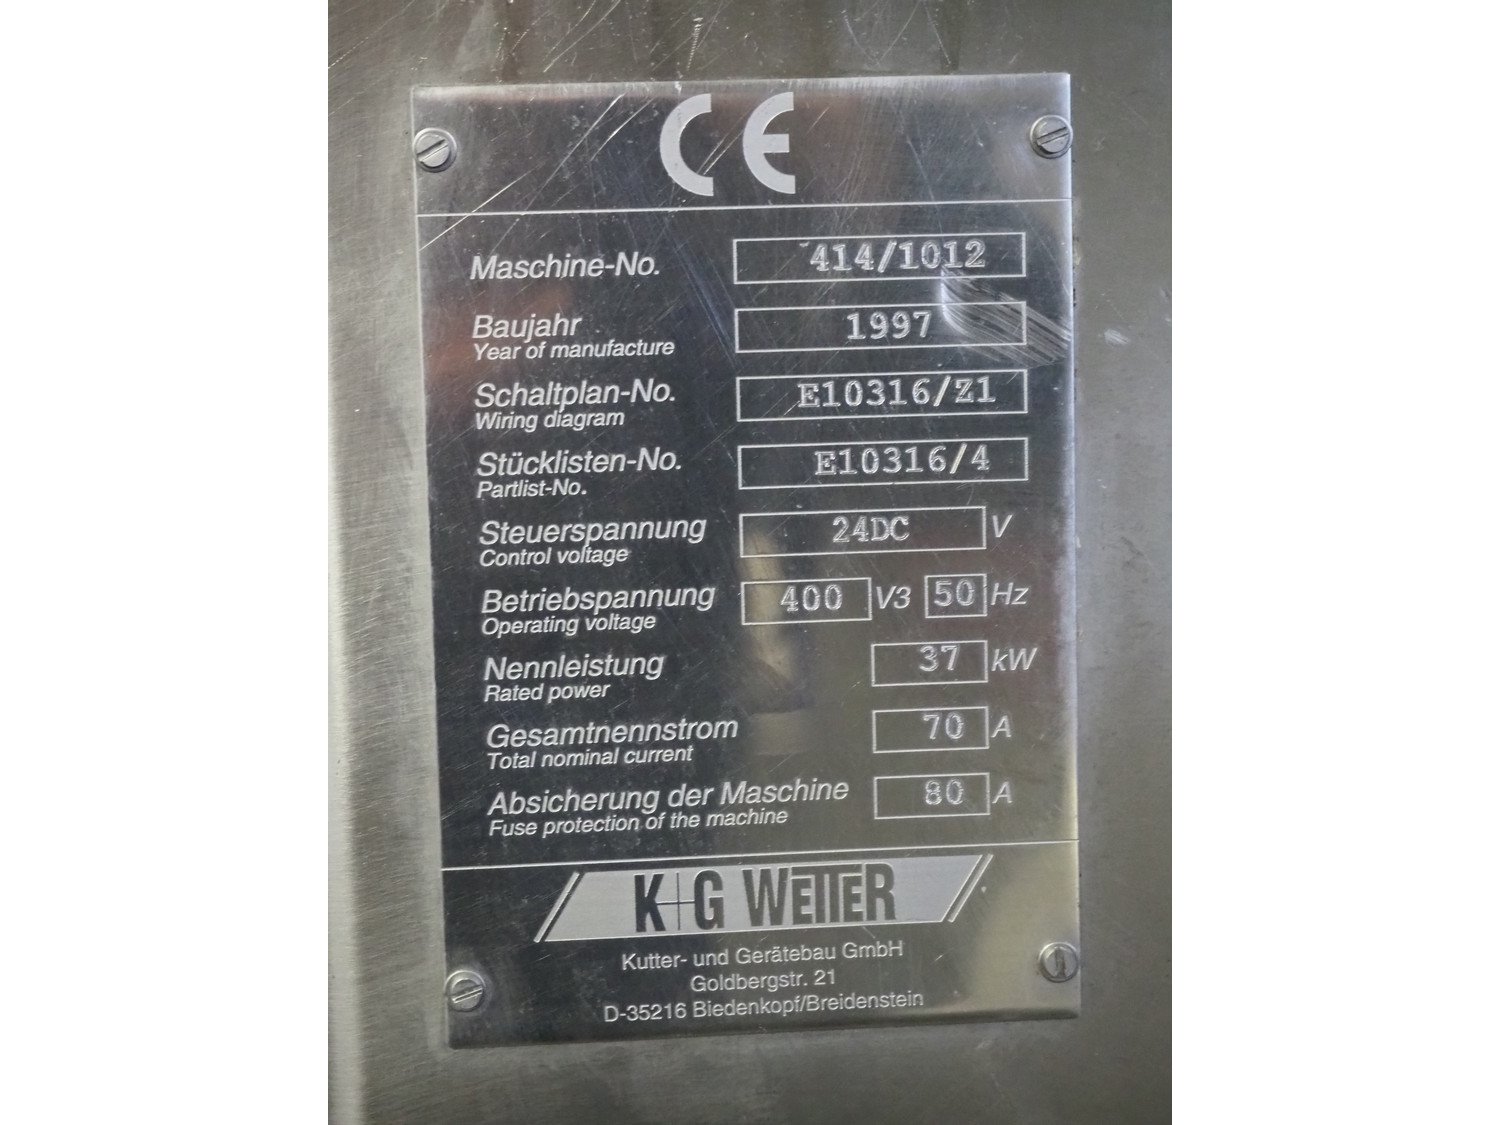 CE
Maschine-No. 414/1012
Baujahr 1997
Year of manufacture
Schaltplan-No. E10316/Z1
Wiring diagram
Stücklisten-No. E10316/4
Partlist-No.
Steuerspannung 24DC V
Control voltage
Betriebspannung 400 V3 50 Hz
Operating voltage
Nennleistung 37 kW
Rated power
Gesamtnennstrom 70 A
Total nominal current
Absicherung der Maschine 80 A
Fuse protection of the machine
K+G WETTER
Kutter- und Gerätebau GmbH
Goldbergstr. 21
D-35216 Biedenkopf/Breidenstein